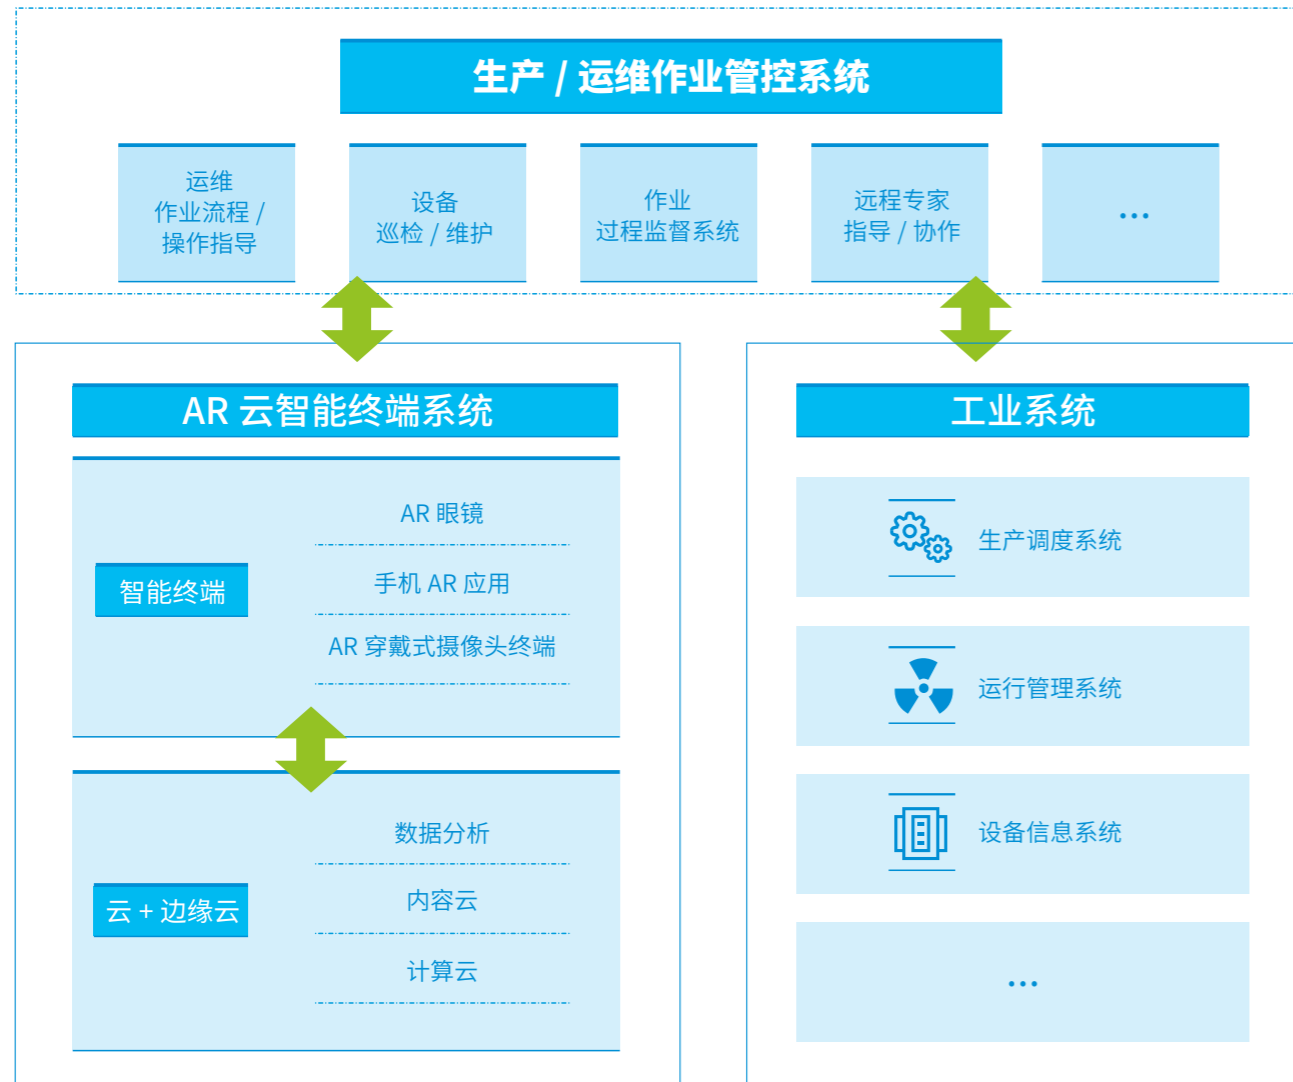 生产 / 运维作业管控系统
运维
作业流程 /
操作指导
设备
巡检 / 维护
作业
过程监督系统
远程专家
指导 / 协作
...
AR 云智能终端系统
智能终端
AR 眼镜
手机 AR 应用
AR 穿戴式摄像头终端
云 + 边缘云
数据分析
内容云
计算云
工业系统
生产调度系统
运行管理系统
设备信息系统
...